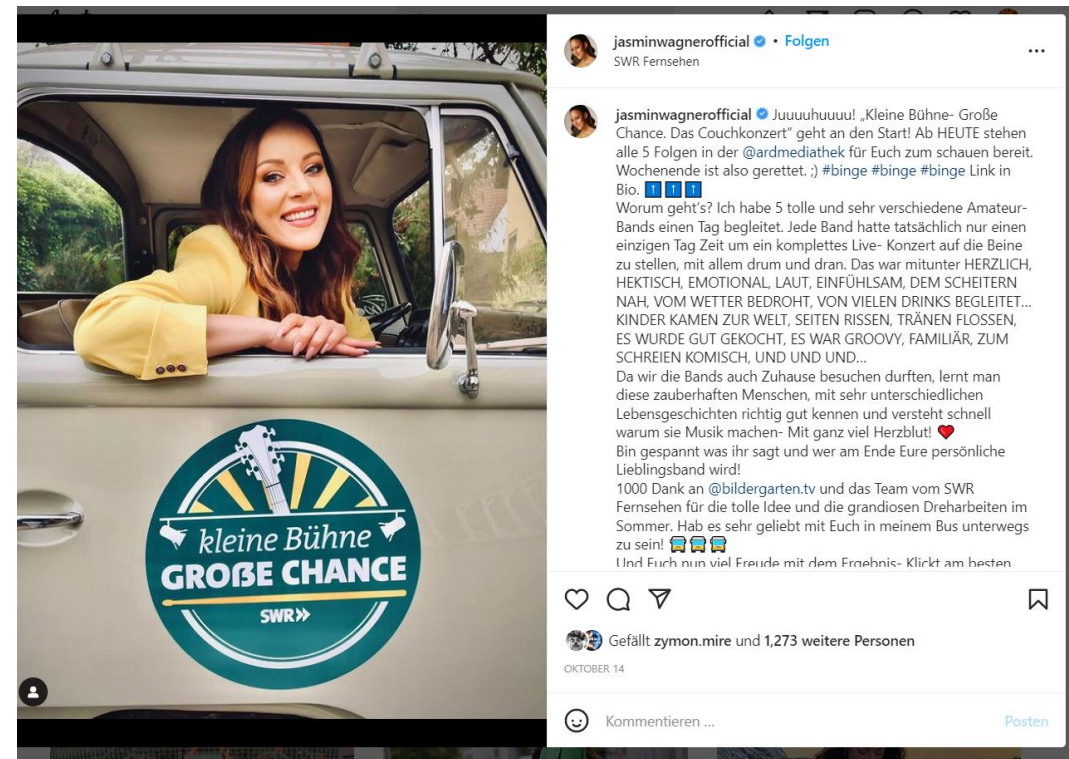 kleine Bühne
GROßE CHANCE
SWR»
jasminwagnerofficial • Folgen
SWR Fernsehen
jasminwagnerofficial Juuuuhuuuu! „Kleine Bühne- Große
Chance. Das Couchkonzert“ geht an den Start! Ab HEUTE stehen
alle 5 Folgen in der @ardmediathek für Euch zum schauen bereit.
Wochenende ist also gerettet. ;) #binge #binge #binge Link in
Bio. ⬆️⬆️⬆️
Worum geht's? Ich habe 5 tolle und sehr verschiedene Amateur-
Bands einen Tag begleitet. Jede Band hatte tatsächlich nur einen
einzigen Tag Zeit um ein komplettes Live- Konzert auf die Beine
zu stellen, mit allem drum und dran. Das war mitunter HERZLICH,
HEKTISCH, EMOTIONAL, LAUT, EINFÜHLSAM, DEM SCHEITERN
NAH, VOM WETTER BEDROHT, VON VIELEN DRINKS BEGLEITET...
KINDER KAMEN ZUR WELT, SEITEN RISSEN, TRÄNEN FLOSSEN,
ES WURDE GUT GEKOCHT, ES WAR GROOVY, FAMILIÄR, ZUM
SCHREIEN KOMISCH, UND UND UND...
Da wir die Bands auch Zuhause besuchen durften, lernt man
diese zauberhaften Menschen, mit sehr unterschiedlichen
Lebensgeschichten richtig gut kennen und versteht schnell
warum sie Musik machen- Mit ganz viel Herzblut! ❤️
Bin gespannt was ihr sagt und wer am Ende Eure persönliche
Lieblingsband wird!
1000 Dank an @bildergarten.tv und das Team vom SWR
Fernsehen für die tolle Idee und die grandiosen Dreharbeiten im
Sommer. Hab es sehr geliebt mit Euch in meinem Bus unterwegs
zu sein! 🚍🚍🚍
Und Euch nun viel Freude mit dem Ergebnis- Klickt am besten
Gefällt zymon.mire und 1,273 weitere Personen
OKTOBER 14
Kommentieren ...
Posten